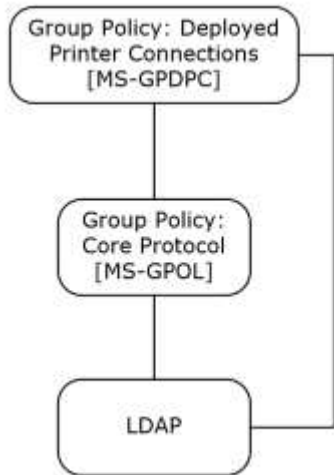 Group Policy: Deployed
Printer Connections
[MS-GPDPC]
Group Policy:
Core Protocol
[MS-GPOL]
LDAP